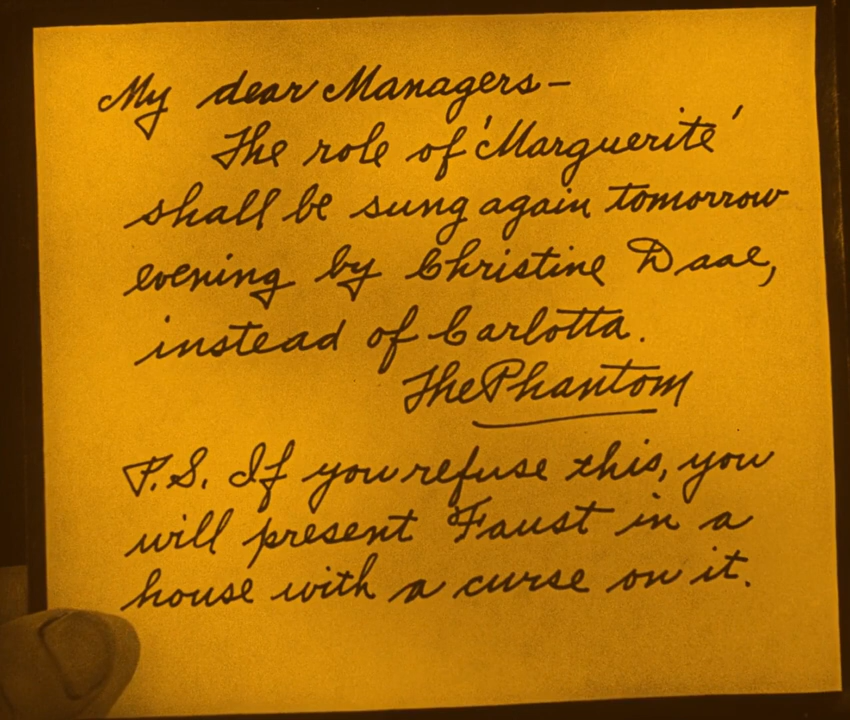 My dear Managers—
The role of 'Marguerite'
shall be sung again tomorrow
evening by Christine Daae,
instead of Carlotta.
The Phantom
P.S. If you refuse this, you
will present Faust in a
house with a curse on it.